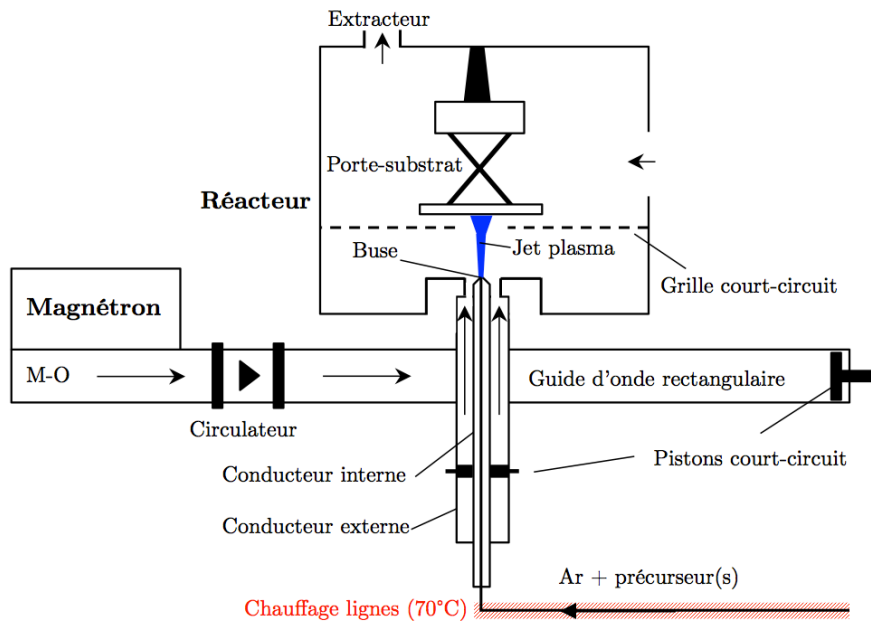 Extracteur
Porte-substrat
Réacteur
Buse
Jet plasma
Grille court-circuit
Magnétron
M-O
Guide d'onde rectangulaire
Circulateur
Conducteur interne
Pistons court-circuit
Conducteur externe
Ar + précurseur(s)
Chauffage lignes (70°C)